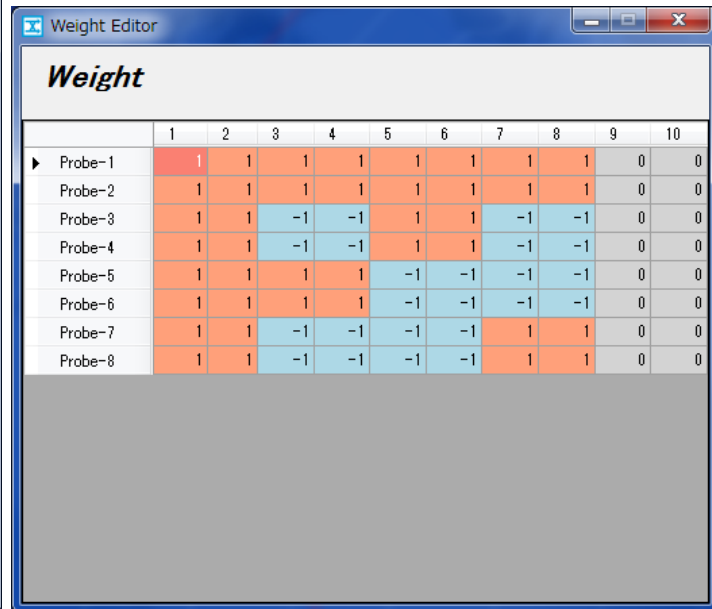 Weight Editor
Weight
1 2 3 4 5 6 7 8 9 10
Probe-1 1 1 1 1 1 1 1 1 0 0
Probe-2 1 1 1 1 1 1 1 1 0 0
Probe-3 1 1 -1 -1 1 1 -1 -1 0 0
Probe-4 1 1 -1 -1 1 1 -1 -1 0 0
Probe-5 1 1 1 1 -1 -1 -1 -1 0 0
Probe-6 1 1 1 1 -1 -1 -1 -1 0 0
Probe-7 1 1 -1 -1 -1 -1 1 1 0 0
Probe-8 1 1 -1 -1 -1 -1 1 1 0 0